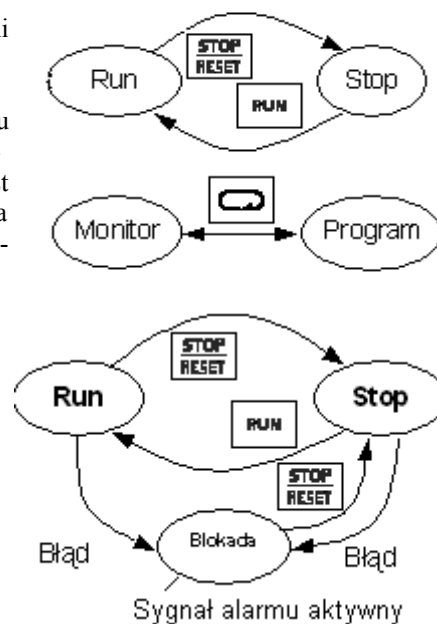 STOP
RESET
Run
Stop
RUN
Monitor
Program
STOP
RESET
Run
Stop
RUN
STOP
RESET
Blokada
Błąd
Błąd
Sygnał alarmu aktywny